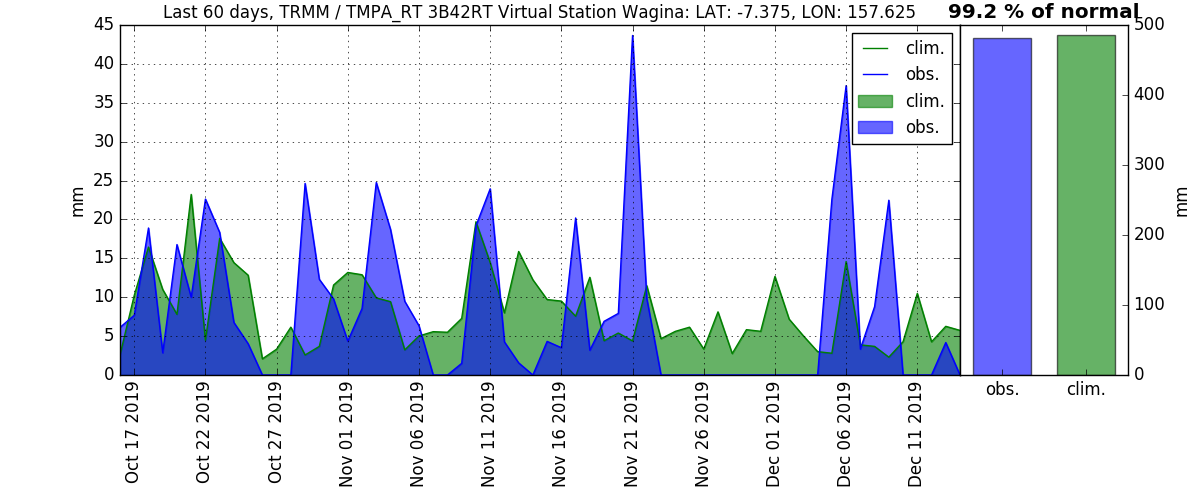 Last 60 days, TRMM / TMPA_RT 3B42RT Virtual Station Wagina: LAT: -7.375, LON: 157.625
99.2 % of normal
45
40
35
30
25
20
15
10
5
0
mm
clim.
obs.
clim.
obs.
Oct 17 2019
Oct 22 2019
Oct 27 2019
Nov 01 2019
Nov 06 2019
Nov 11 2019
Nov 16 2019
Nov 21 2019
Nov 26 2019
Dec 01 2019
Dec 06 2019
Dec 11 2019
500
400
300
200
100
0
mm
obs.
clim.